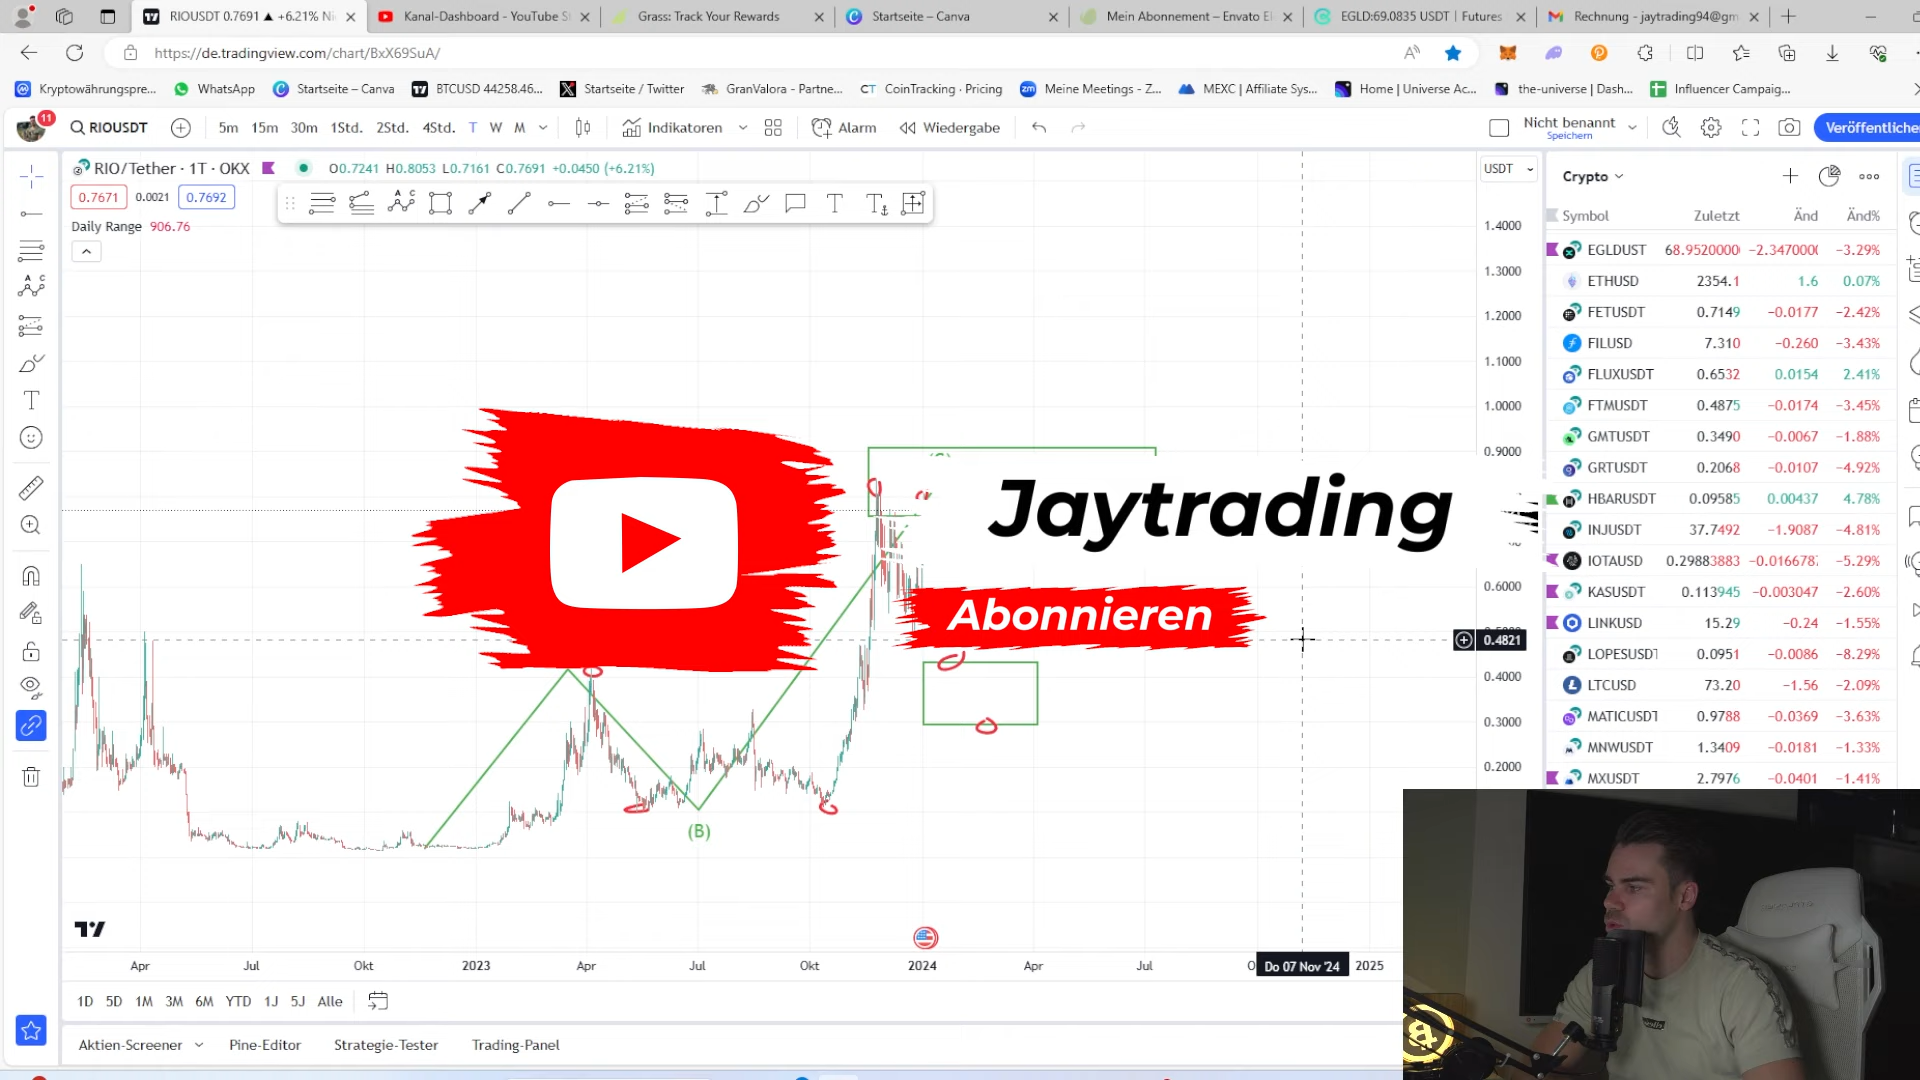 RIOUSDT 0.7691 ▲ +6.21% Ni
Kanal-Dashboard - YouTube St
Grass: Track Your Rewards
Startseite – Canva
Mein Abonnement – Envato El
EGLD:69.0835 USDT | Futures
Rechnung - jaytrading94@gm
https://de.tradingview.com/chart/BxX69SuA/
Kryptowährungspre...
WhatsApp
Startseite – Canva
BTCUSD 44258.46...
Startseite / Twitter
GranValora - Partne...
CoinTracking · Pricing
Meine Meetings - Z...
MEXC | Affiliate Sys...
Home | Universe Ac...
the-universe | Dash...
Influencer Campaig...
11
RIOUSDT
5m 15m 30m 1Std. 2Std. 4Std. T W M
Indikatoren
Alarm
Wiedergabe
Nicht benannt
Speichern
Veröffentliche
RIO/Tether · 1T · OKX
O0.7241 H0.8053 L0.7161 C0.7691 +0.0450 (+6.21%)
0.7671 0.0021 0.7692
Daily Range 906.76
USDT
1.4000
1.3000
1.2000
1.1000
1.0000
0.9000
0.6000
0.4821
0.4000
0.3000
0.2000
Jaytrading
Abonnieren
(B)
Apr Jul Okt 2023 Apr Jul Okt 2024 Apr Jul Do 07 Nov '24 2025
1D 5D 1M 3M 6M YTD 1J 5J Alle
Aktien-Screener Pine-Editor Strategie-Tester Trading-Panel
Crypto
Symbol Zuletzt Änd Änd%
EGLDUST 68.9520000 −2.347000 −3.29%
ETHUSD 2354.1 1.6 0.07%
FETUSDT 0.7149 −0.0177 −2.42%
FILUSD 7.310 −0.260 −3.43%
FLUXUSDT 0.6532 0.0154 2.41%
FTMUSDT 0.4875 −0.0174 −3.45%
GMTUSDT 0.3490 −0.0067 −1.88%
GRTUSDT 0.2068 −0.0107 −4.92%
HBARUSDT 0.09585 0.00437 4.78%
INJUSDT 37.7492 −1.9087 −4.81%
IOTAUSD 0.29883883 −0.016678 −5.29%
KASUSDT 0.113945 −0.003047 −2.60%
LINKUSD 15.29 −0.24 −1.55%
LOPESUSDT 0.0951 −0.0086 −8.29%
LTCUSD 73.20 −1.56 −2.09%
MATICUSDT 0.9788 −0.0369 −3.63%
MNWUSDT 1.3409 −0.0181 −1.33%
MXUSDT 2.7976 −0.0401 −1.41%